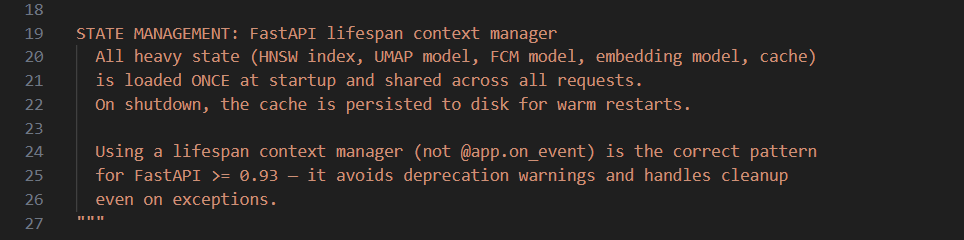 18
19 STATE MANAGEMENT: FastAPI lifespan context manager
20 All heavy state (HNSW index, UMAP model, FCM model, embedding model, cache)
21 is loaded ONCE at startup and shared across all requests.
22 On shutdown, the cache is persisted to disk for warm restarts.
23
24 Using a lifespan context manager (not @app.on_event) is the correct pattern
25 for FastAPI >= 0.93 — it avoids deprecation warnings and handles cleanup
26 even on exceptions.
27 """